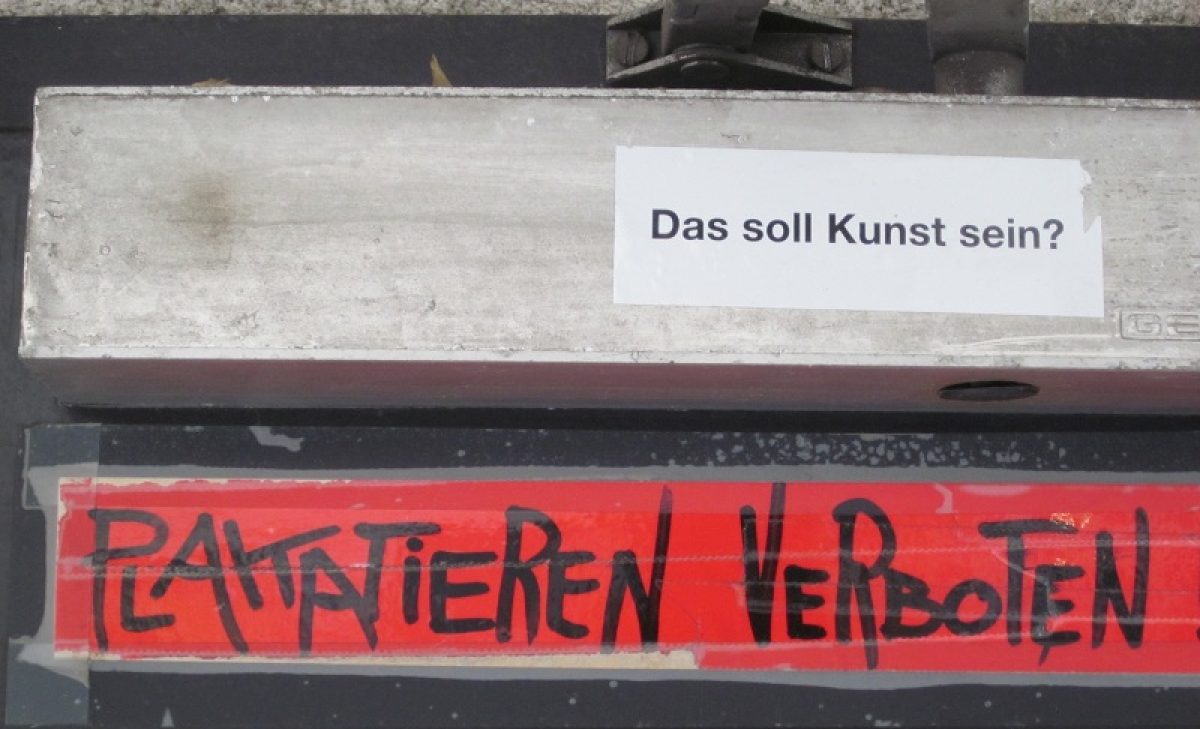 Das soll Kunst sein?
PLAKATiEREN VERBOTEN